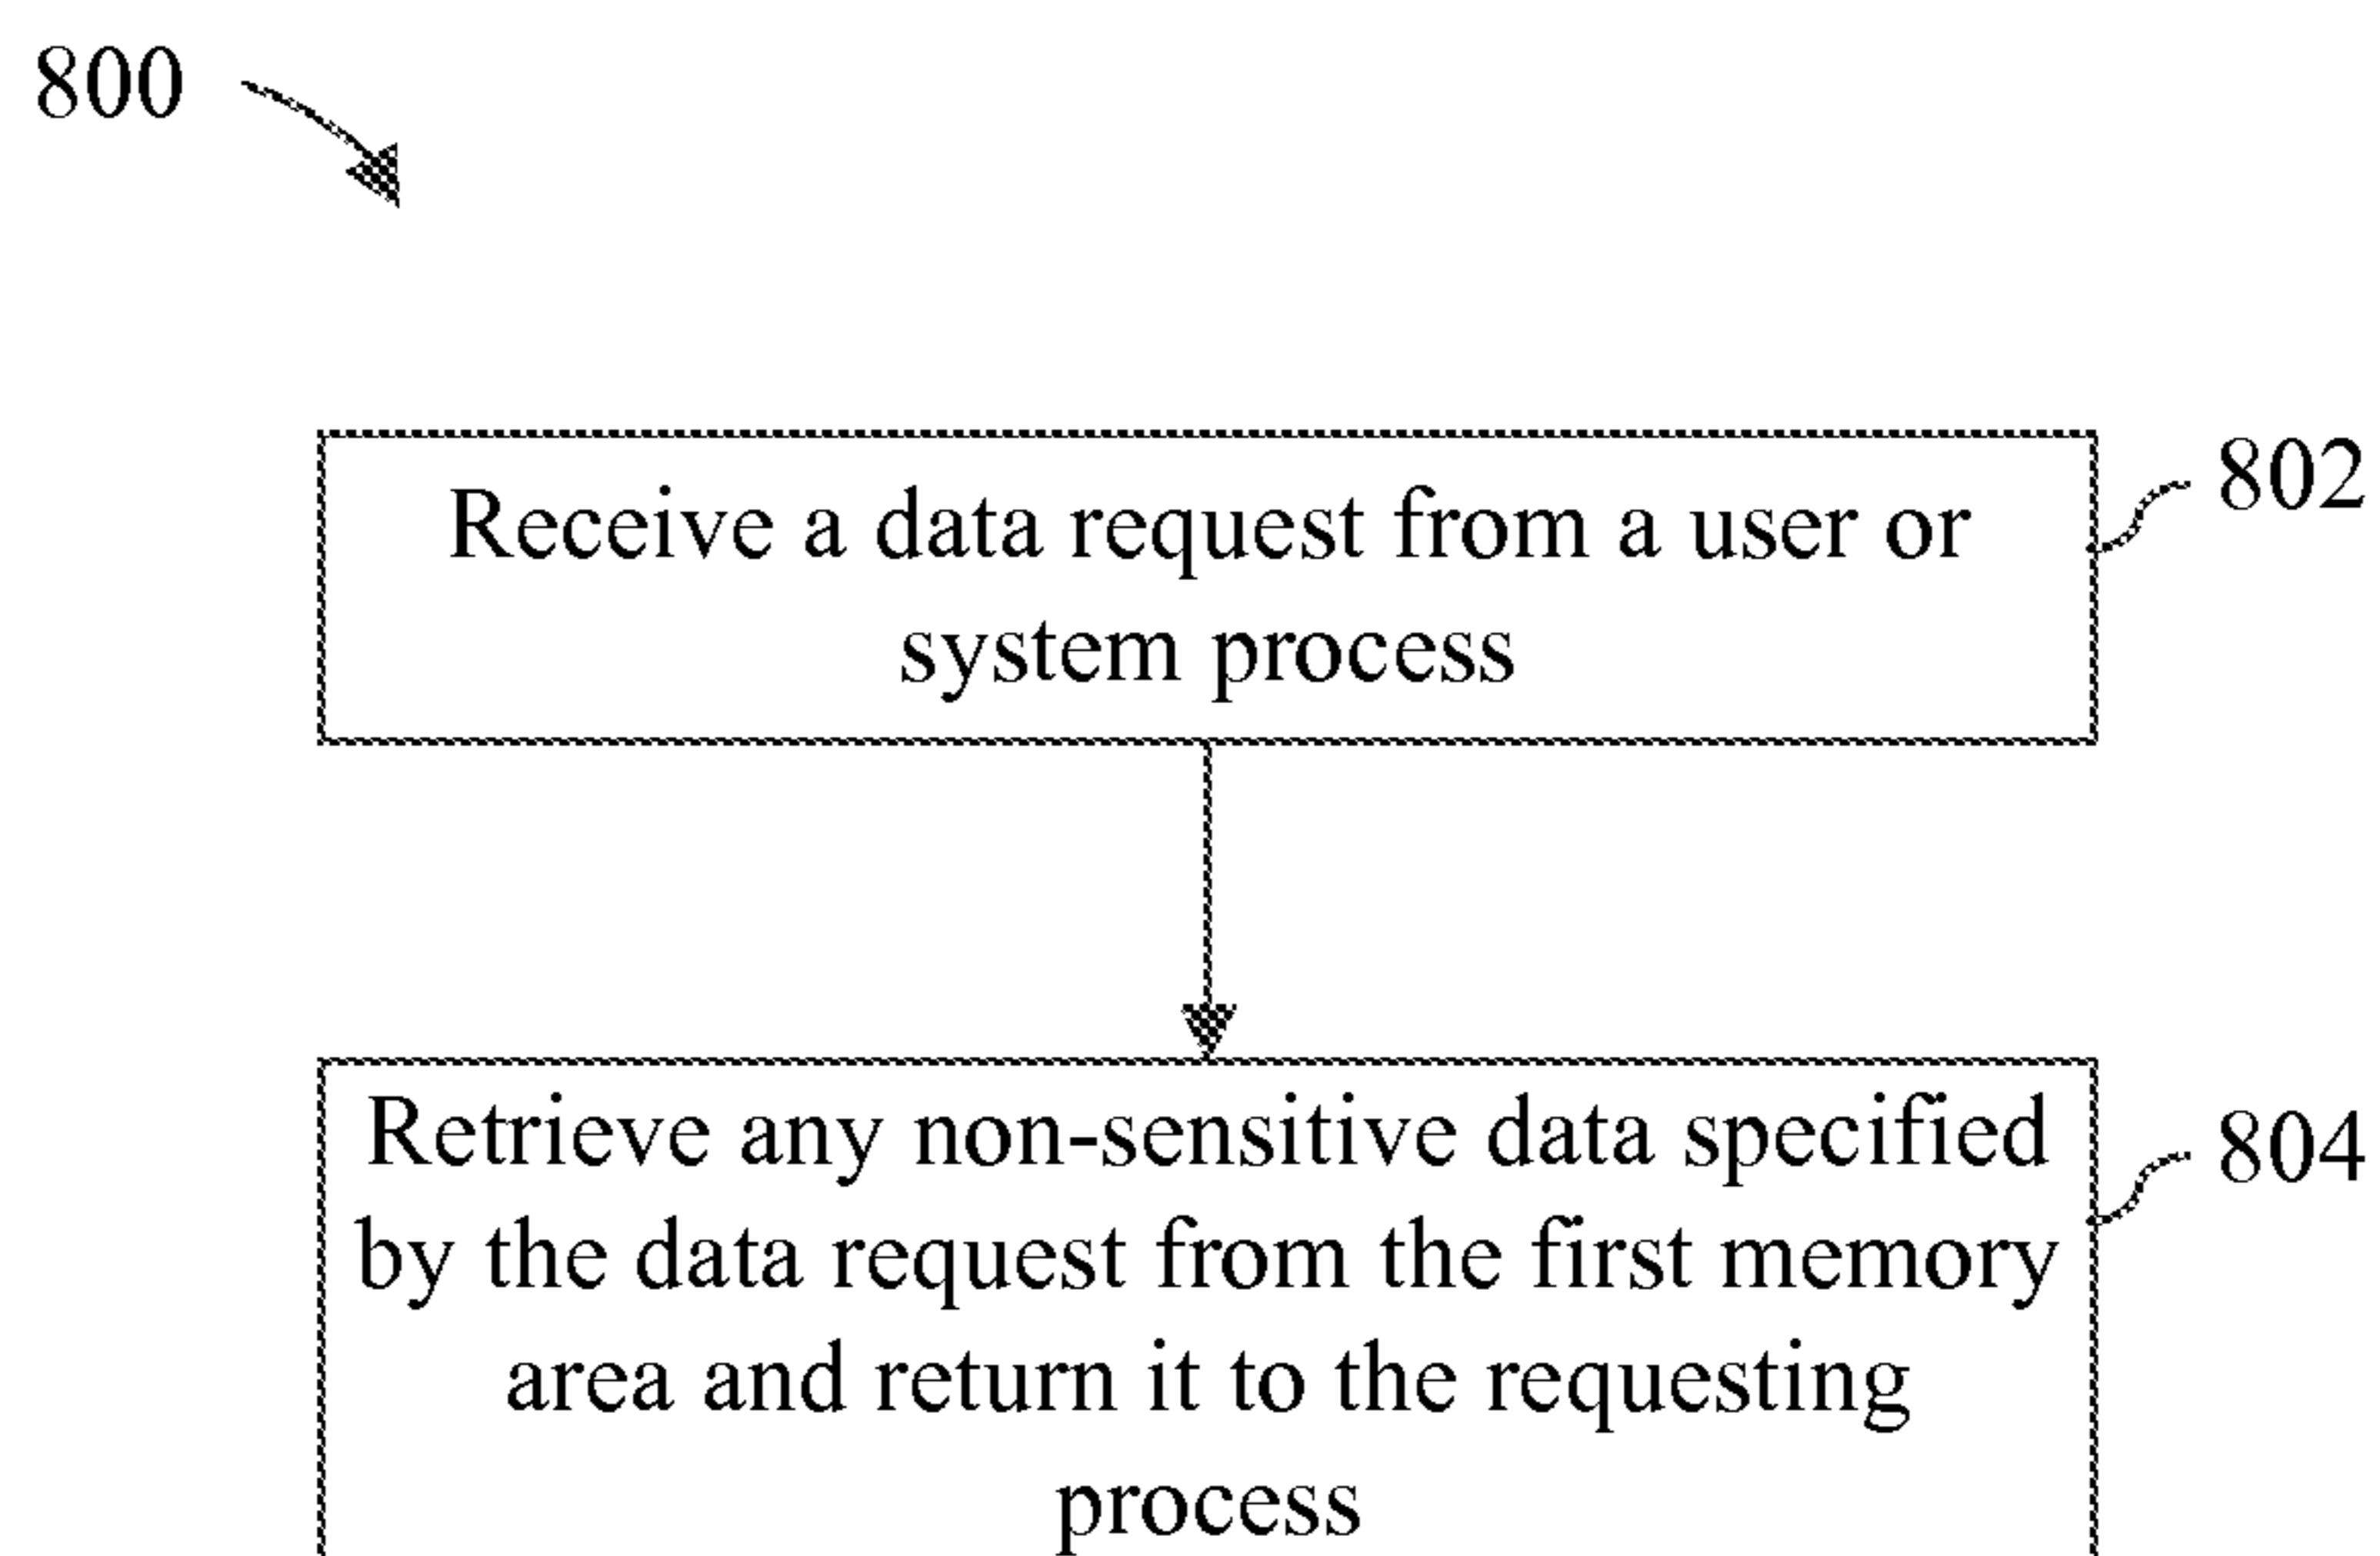 800
802
Receive a data request from a user or
system process
804
Retrieve any non-sensitive data specified
by the data request from the first memory
area and return it to the requesting
process